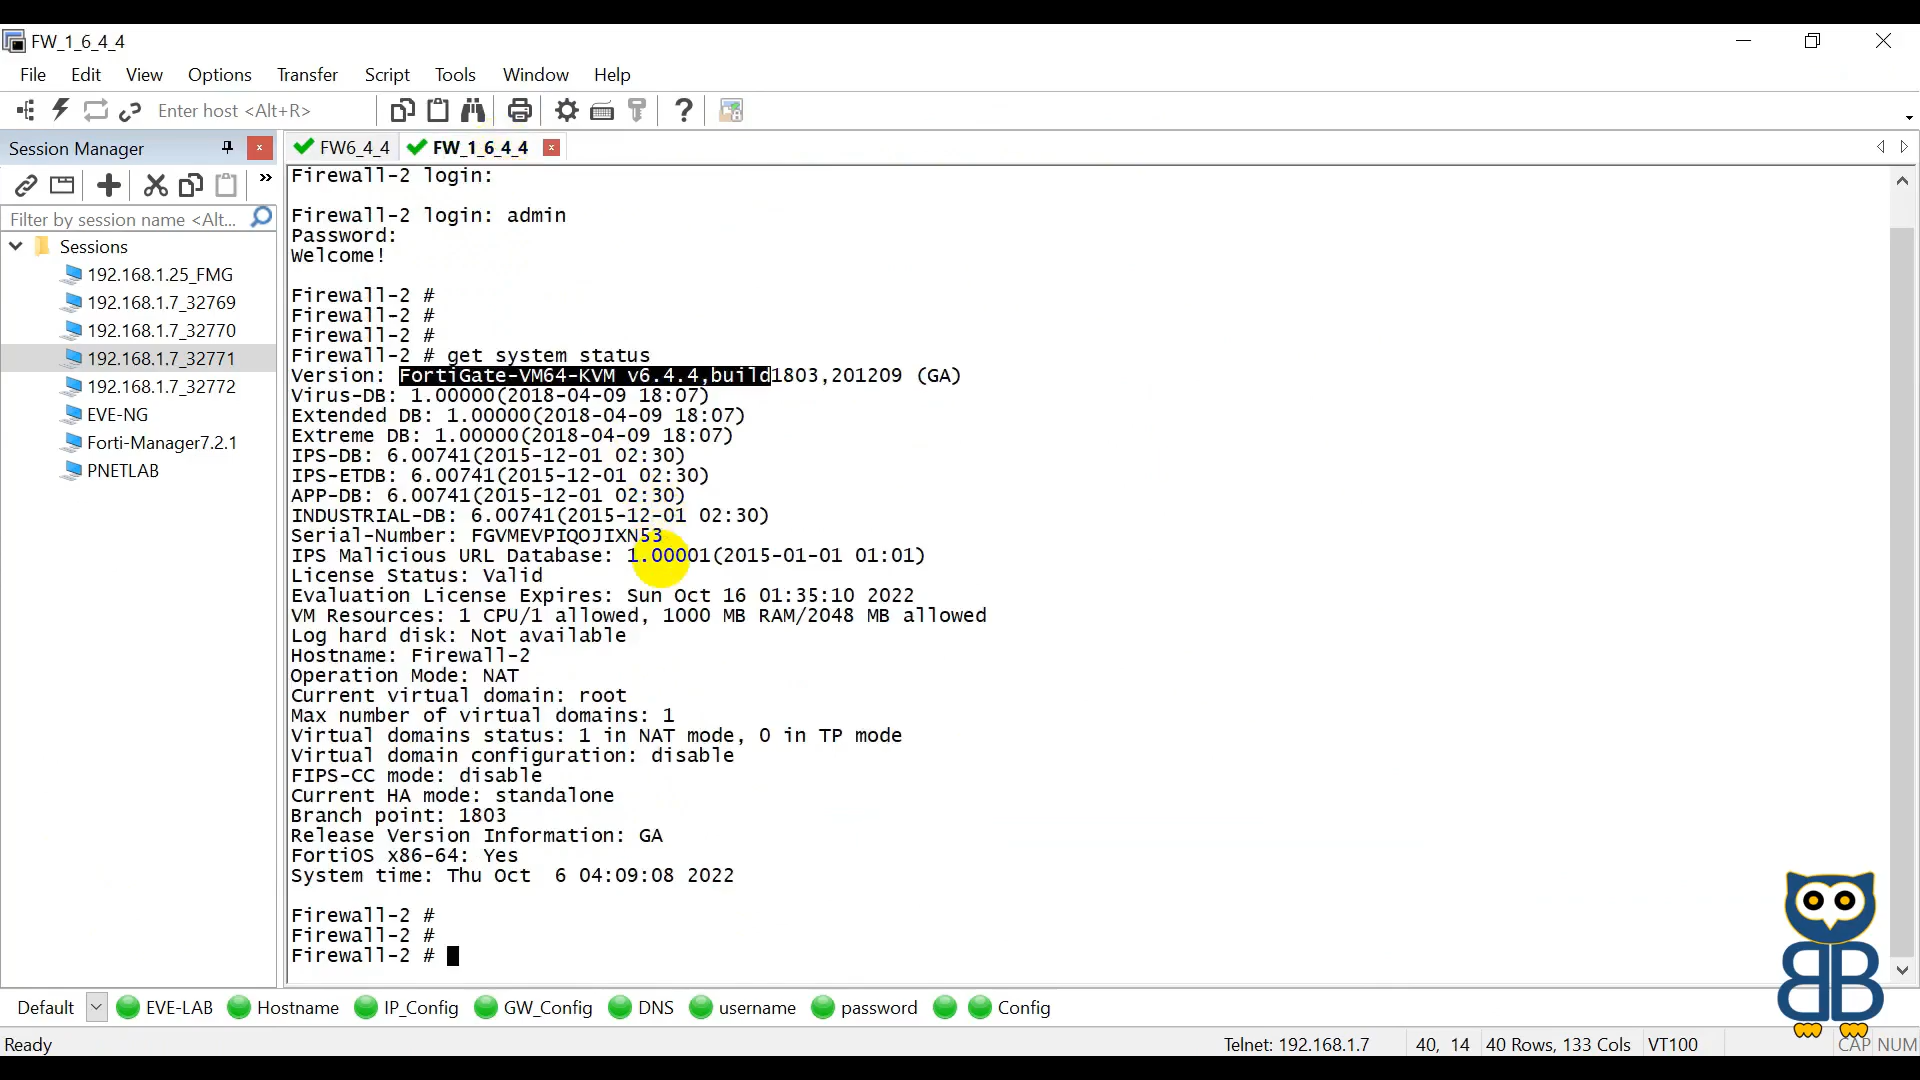 FW_1_6_4_4
File Edit View Options Transfer Script Tools Window Help
Enter host <Alt+R>
Session Manager
FW6_4_4 FW_1_6_4_4
Filter by session name <Alt...
Sessions
192.168.1.25_FMG
192.168.1.7_32769
192.168.1.7_32770
192.168.1.7_32771
192.168.1.7_32772
EVE-NG
Forti-Manager7.2.1
PNETLAB
Firewall-2 login:
Firewall-2 login: admin
Password:
Welcome!
Firewall-2 #
Firewall-2 #
Firewall-2 #
Firewall-2 # get system status
Version: FortiGate-VM64-KVM v6.4.4,build1803,201209 (GA)
Virus-DB: 1.00000(2018-04-09 18:07)
Extended DB: 1.00000(2018-04-09 18:07)
Extreme DB: 1.00000(2018-04-09 18:07)
IPS-DB: 6.00741(2015-12-01 02:30)
IPS-ETDB: 6.00741(2015-12-01 02:30)
APP-DB: 6.00741(2015-12-01 02:30)
INDUSTRIAL-DB: 6.00741(2015-12-01 02:30)
Serial-Number: FGVMEVPIQOJIXN53
IPS Malicious URL Database: 1.00001(2015-01-01 01:01)
License Status: Valid
Evaluation License Expires: Sun Oct 16 01:35:10 2022
VM Resources: 1 CPU/1 allowed, 1000 MB RAM/2048 MB allowed
Log hard disk: Not available
Hostname: Firewall-2
Operation Mode: NAT
Current virtual domain: root
Max number of virtual domains: 1
Virtual domains status: 1 in NAT mode, 0 in TP mode
Virtual domain configuration: disable
FIPS-CC mode: disable
Current HA mode: standalone
Branch point: 1803
Release Version Information: GA
FortiOS x86-64: Yes
System time: Thu Oct  6 04:09:08 2022
Firewall-2 #
Firewall-2 #
Firewall-2 #
Default EVE-LAB Hostname IP_Config GW_Config DNS username password Config
Ready Telnet: 192.168.1.7 40, 14 40 Rows, 133 Cols VT100 CAP NUM